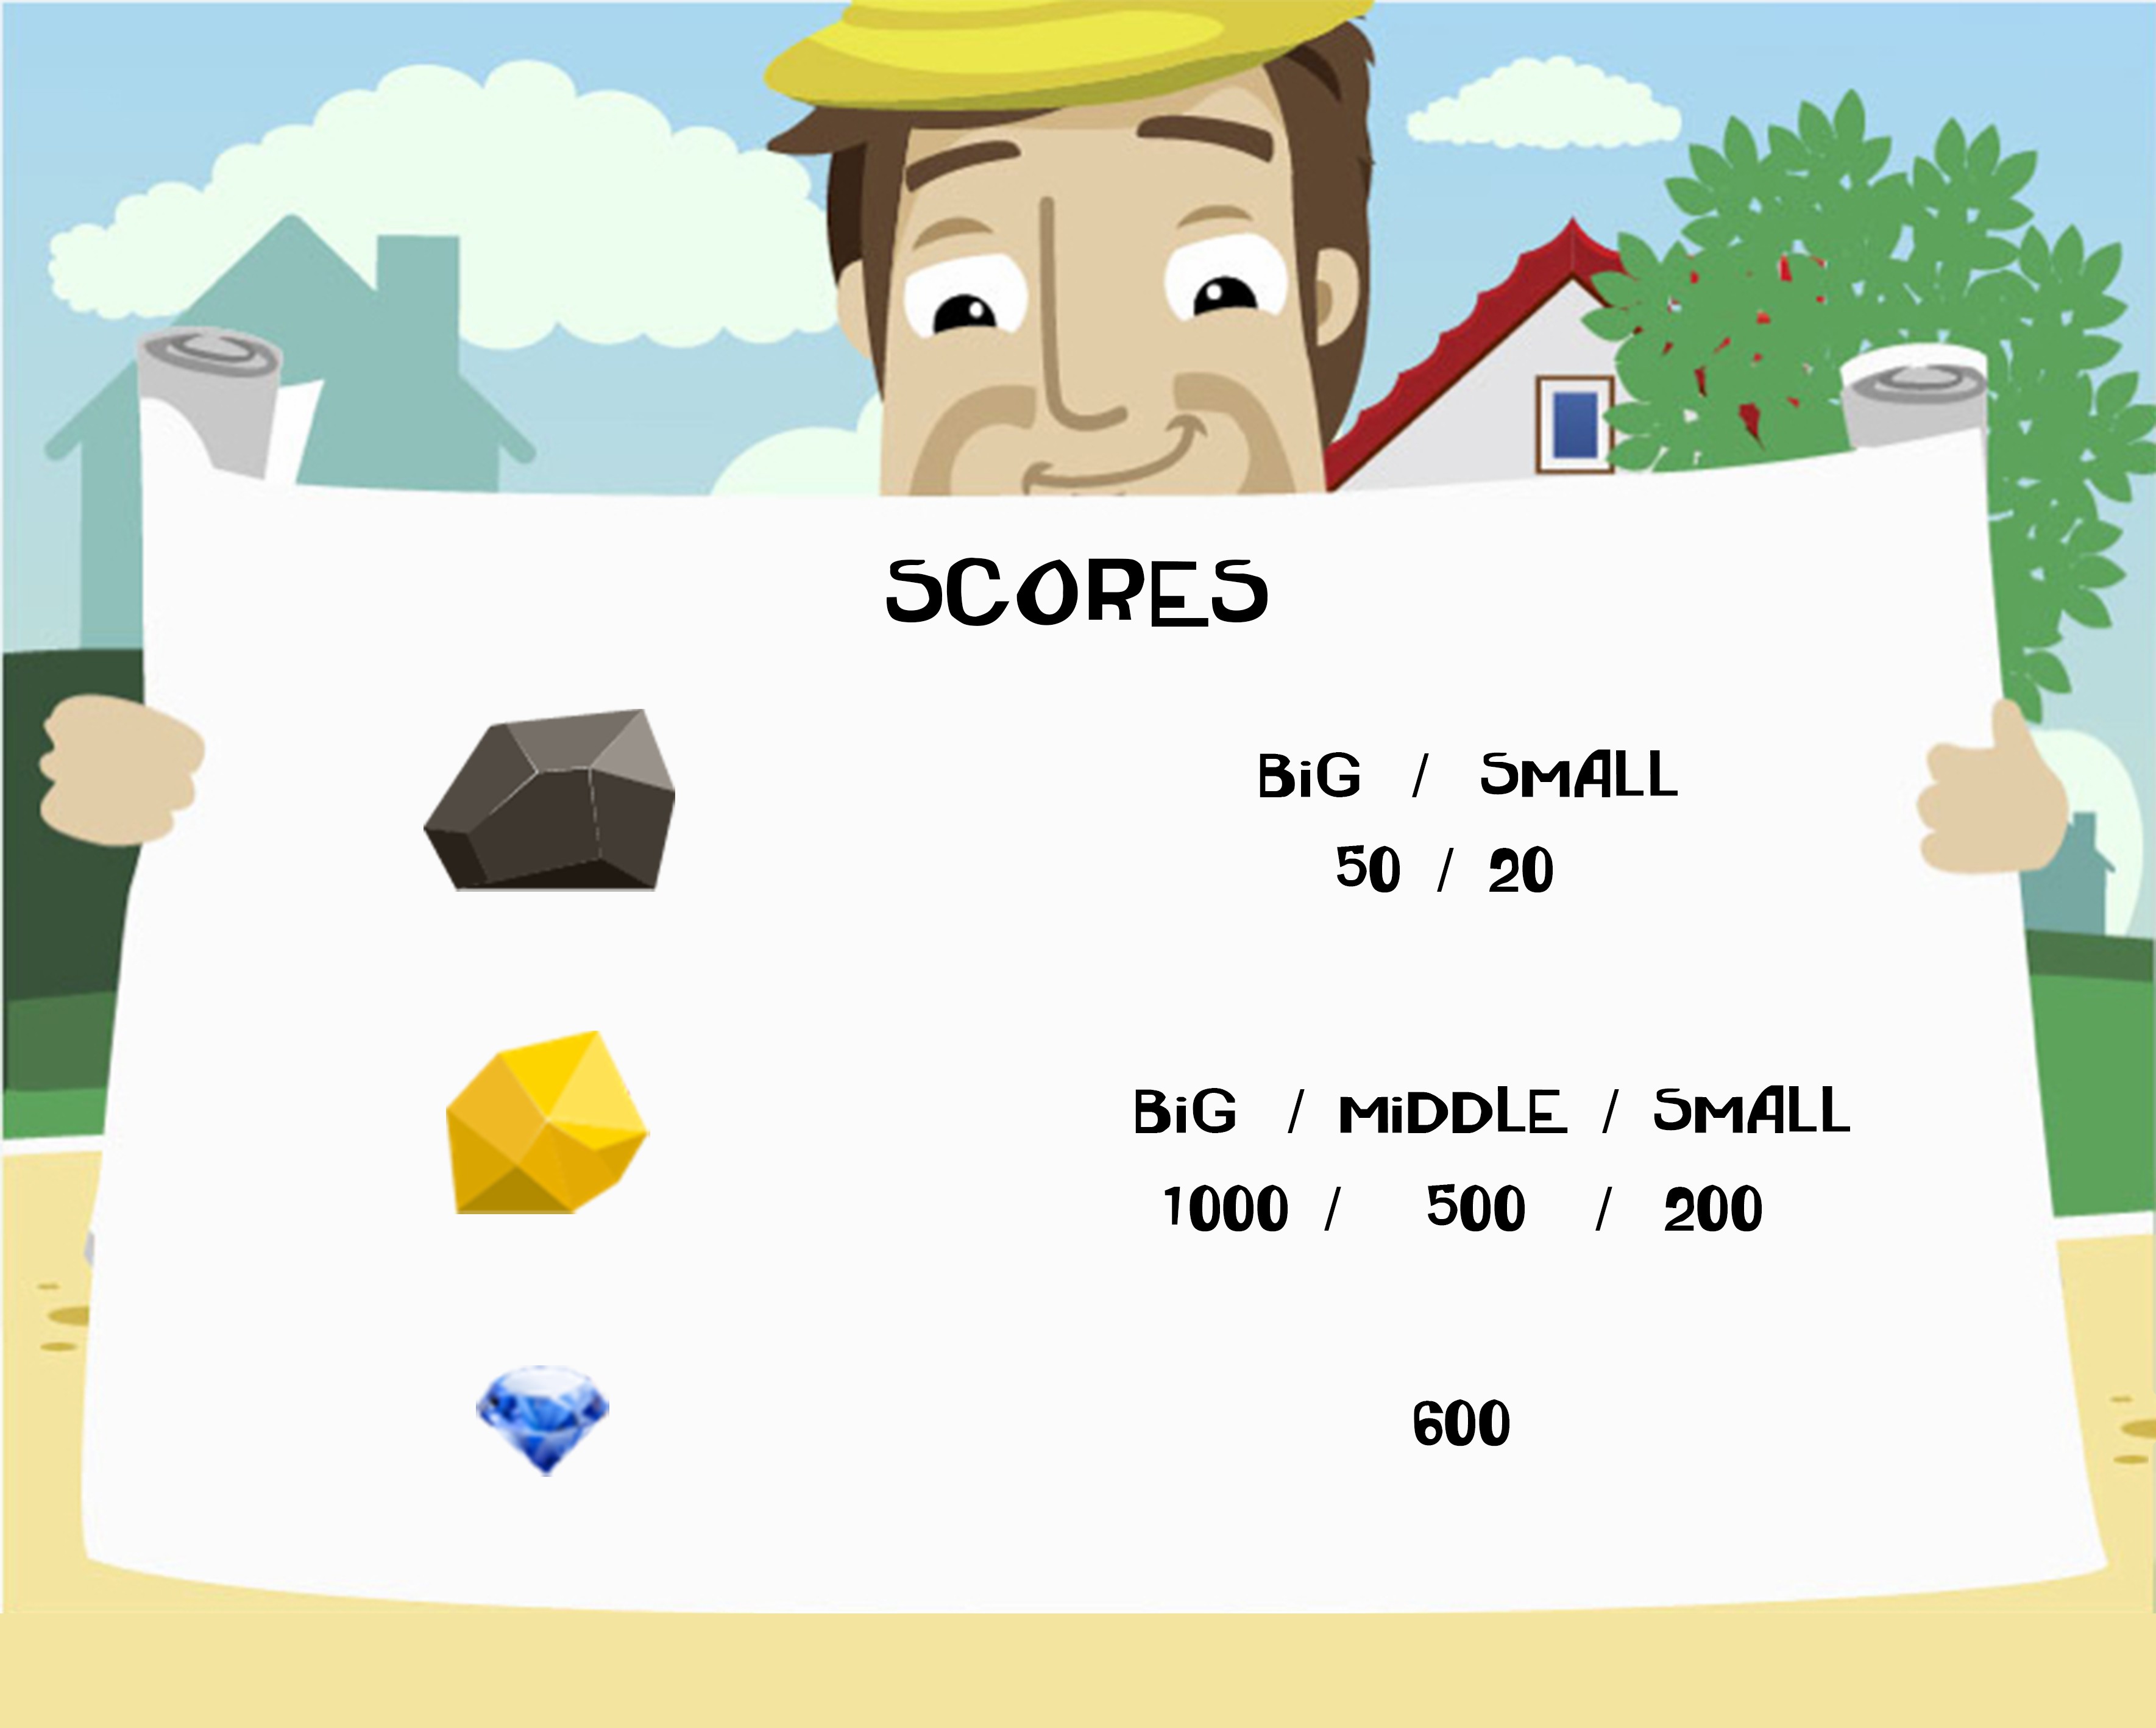 SCORES
BiG / SMALL
50 / 20
BiG / MiDDLE / SMALL
1000 / 500 / 200
600